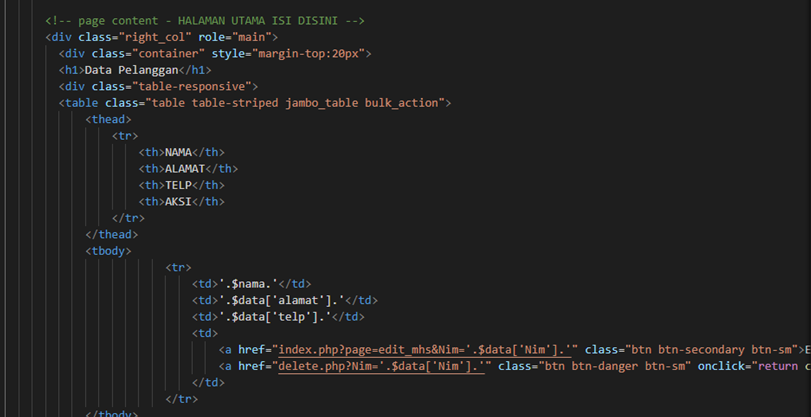 <!-- page content - HALAMAN UTAMA ISI DISINI -->
<div class="right_col" role="main">
<div class="container" style="margin-top:20px">
<h1>Data Pelanggan</h1>
<div class="table-responsive">
<table class="table table-striped jambo_table bulk_action">
<thead>
<tr>
<th>NAMA</th>
<th>ALAMAT</th>
<th>TELP</th>
<th>AKSI</th>
</tr>
</thead>
<tbody>
<tr>
<td>'.$nama.'</td>
<td>'.$data['alamat'].'</td>
<td>'.$data['telp'].'</td>
<td>
<a href="index.php?page=edit_mhs&Nim='.$data['Nim'].'" class="btn btn-secondary btn-sm">E
<a href="delete.php?Nim='.$data['Nim'].'" class="btn btn-danger btn-sm" onclick="return c
</td>
</tr>
</tbody>